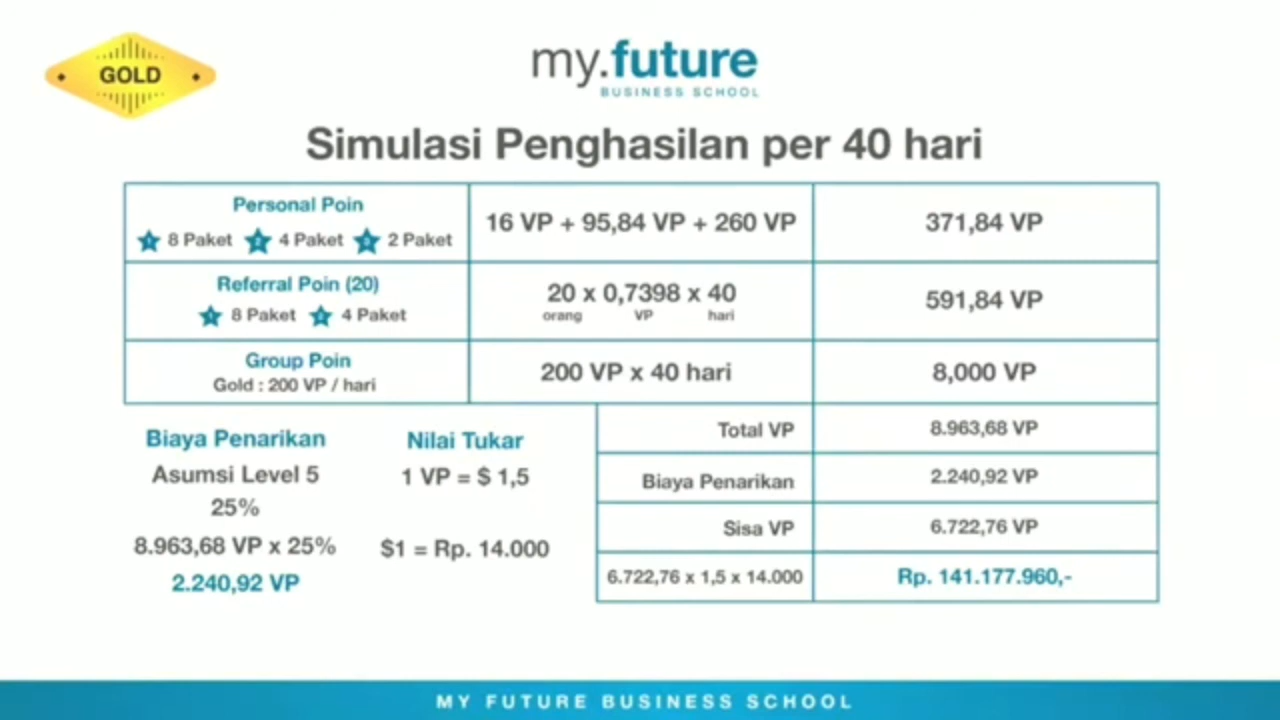 GOLD
my.future
BUSINESS SCHOOL
Simulasi Penghasilan per 40 hari
Personal Poin
1 8 Paket 2 4 Paket 3 2 Paket
16 VP + 95,84 VP + 260 VP
371,84 VP
Referral Poin (20)
1 8 Paket 2 4 Paket
20 x 0,7398 x 40
orang VP hari
591,84 VP
Group Poin
Gold : 200 VP / hari
200 VP x 40 hari
8,000 VP
Biaya Penarikan
Asumsi Level 5
25%
8.963,68 VP x 25%
2.240,92 VP
Nilai Tukar
1 VP = $ 1,5
$1 = Rp. 14.000
Total VP
8.963,68 VP
Biaya Penarikan
2.240,92 VP
Sisa VP
6.722,76 VP
6.722,76 x 1,5 x 14.000
Rp. 141.177.960,-
MY FUTURE BUSINESS SCHOOL